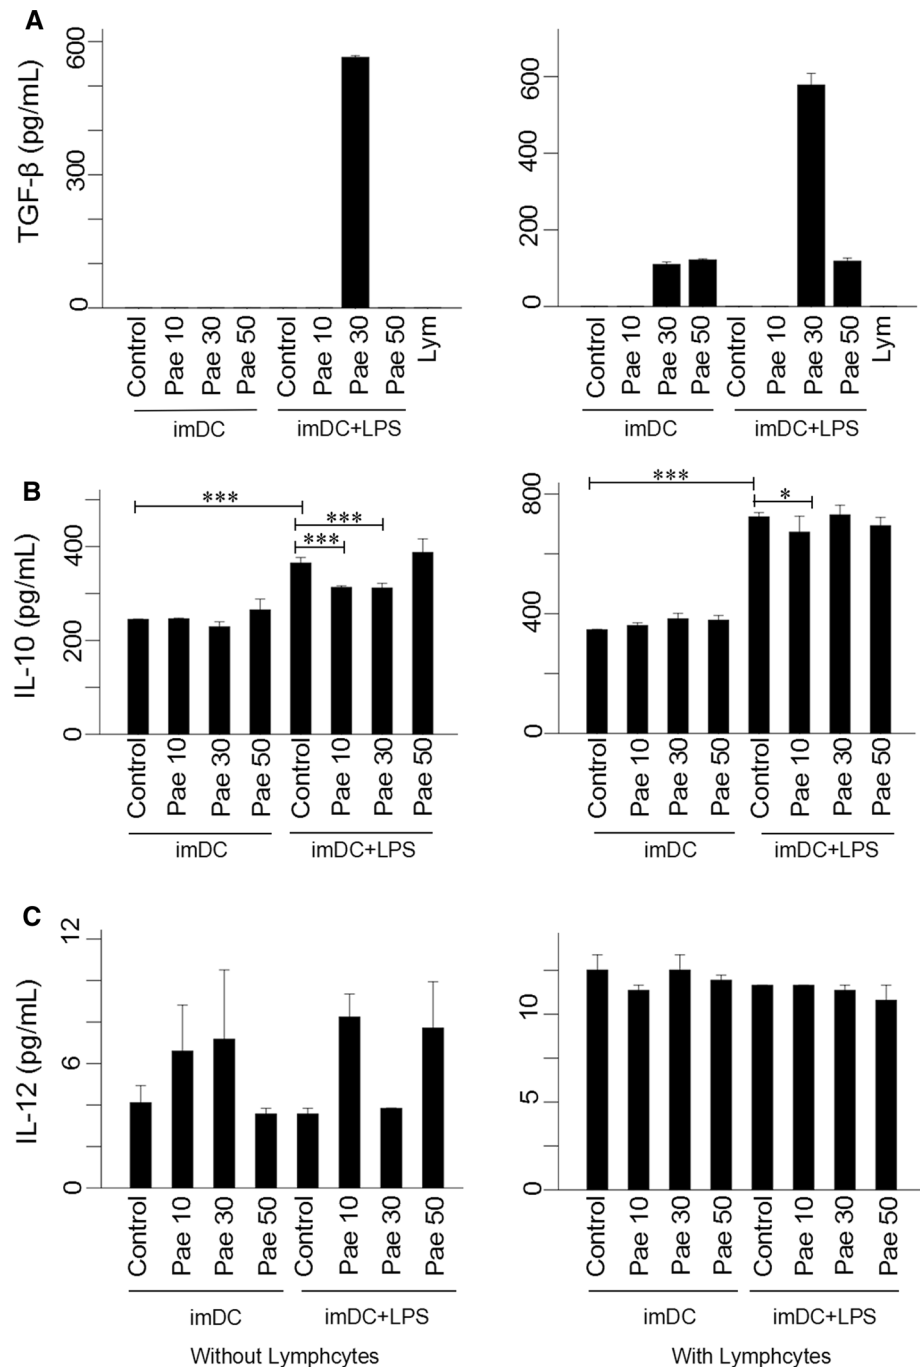 A
TGF-β (pg/mL)
600
300
0
Control
Pae 10
Pae 30
Pae 50
Control
Pae 10
Pae 30
Pae 50
Lym
imDC
imDC+LPS
600
400
200
0
Control
Pae 10
Pae 30
Pae 50
Control
Pae 10
Pae 30
Pae 50
Lym
imDC
imDC+LPS
B
IL-10 (pg/mL)
400
200
0
***
***
***
Control
Pae 10
Pae 30
Pae 50
Control
Pae 10
Pae 30
Pae 50
imDC
imDC+LPS
800
400
0
***
*
Control
Pae 10
Pae 30
Pae 50
Control
Pae 10
Pae 30
Pae 50
imDC
imDC+LPS
C
IL-12 (pg/mL)
12
6
0
Control
Pae 10
Pae 30
Pae 50
Control
Pae 10
Pae 30
Pae 50
imDC
imDC+LPS
Without Lymphcytes
10
5
0
Control
Pae 10
Pae 30
Pae 50
Control
Pae 10
Pae 30
Pae 50
imDC
imDC+LPS
With Lymphcytes